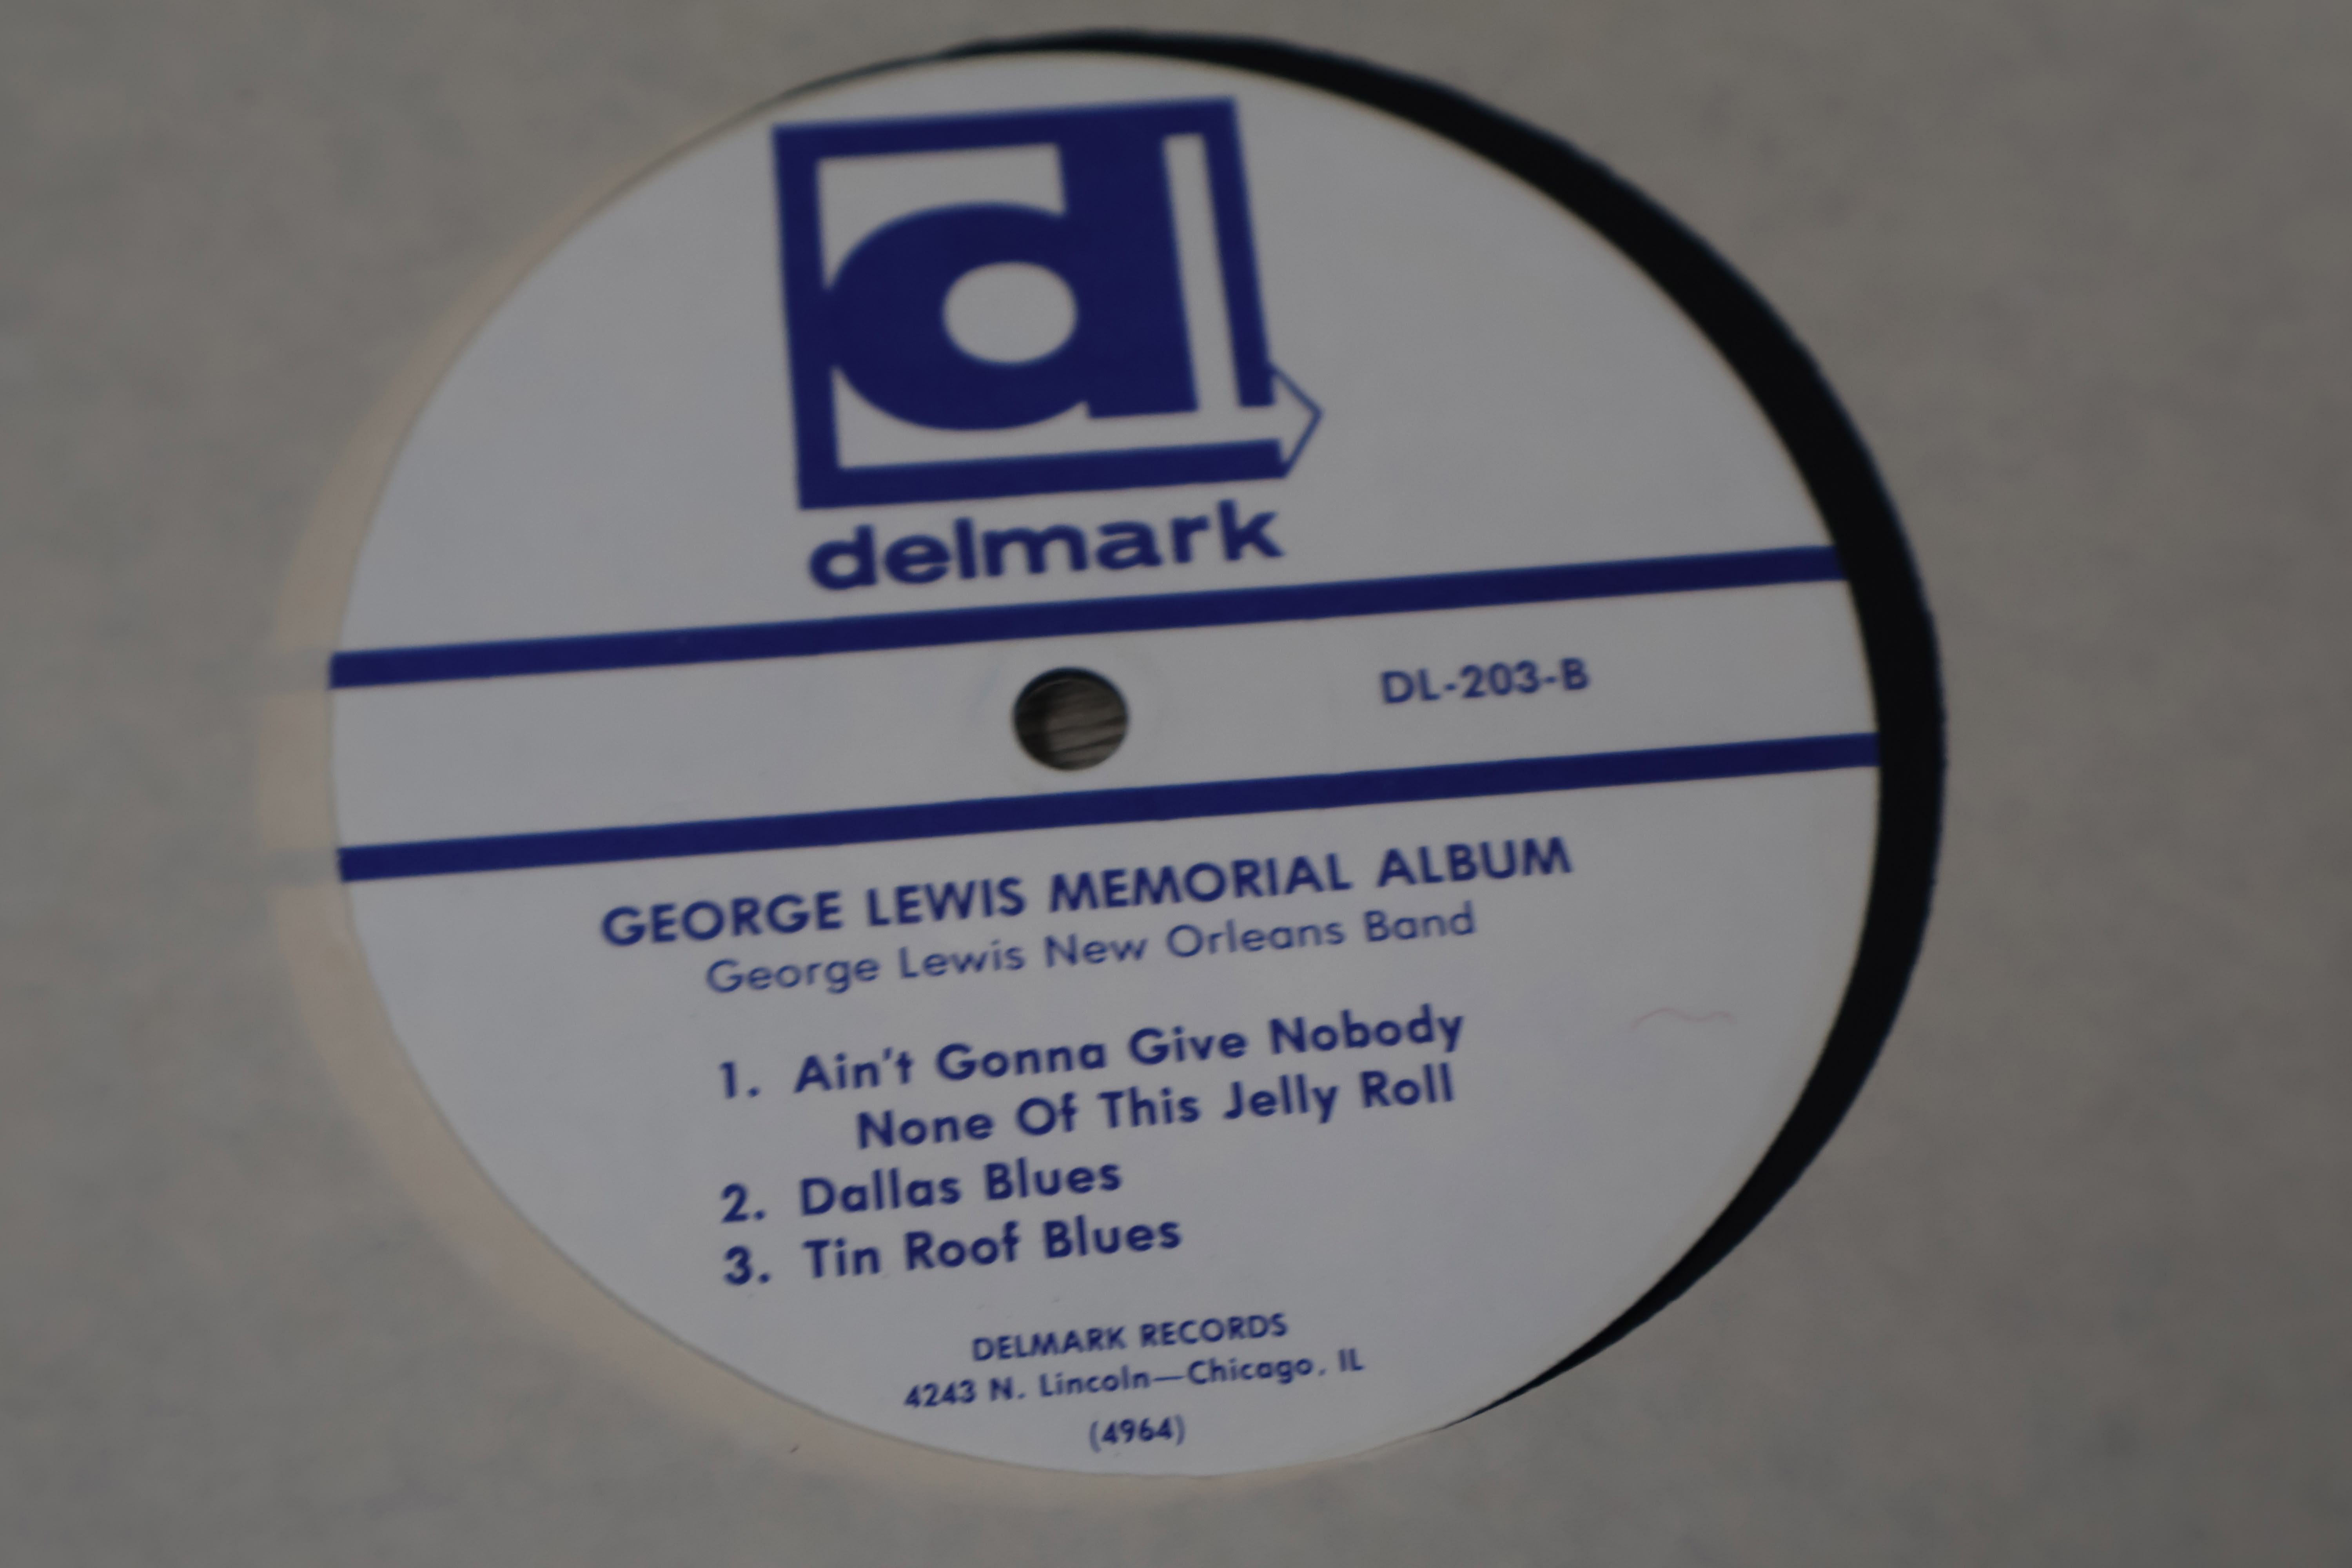 d
delmark
DL-203-B
GEORGE LEWIS MEMORIAL ALBUM
George Lewis New Orleans Band
1. Ain't Gonna Give Nobody
None Of This Jelly Roll
2. Dallas Blues
3. Tin Roof Blues
DELMARK RECORDS
4243 N. Lincoln—Chicago, IL
(4964)